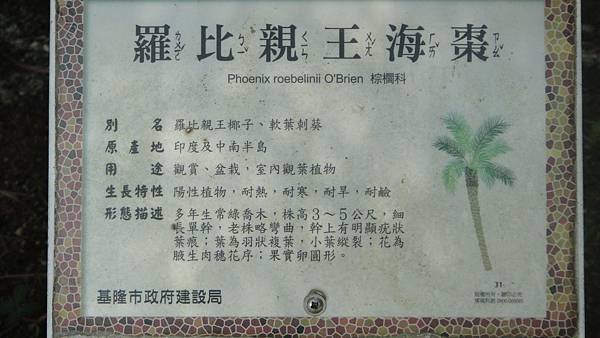 羅比親王海棗
Phoenix roebelinii O'Brien 棕櫚科
別名 羅比親王椰子、軟葉刺葵
原產地 印度及中南半島
用途 觀賞、盆栽,室內觀葉植物
生長特性 陽性植物,耐熱,耐寒,耐旱,耐鹼
形態描述 多年生常綠喬木,株高3~5公尺,細
長單幹,老株略彎曲,幹上有明顯疣狀
葉痕;葉為羽狀複葉,小葉縱裂;花為
腋生肉穗花序;果實卵圓形。
31
基隆市政府建設局